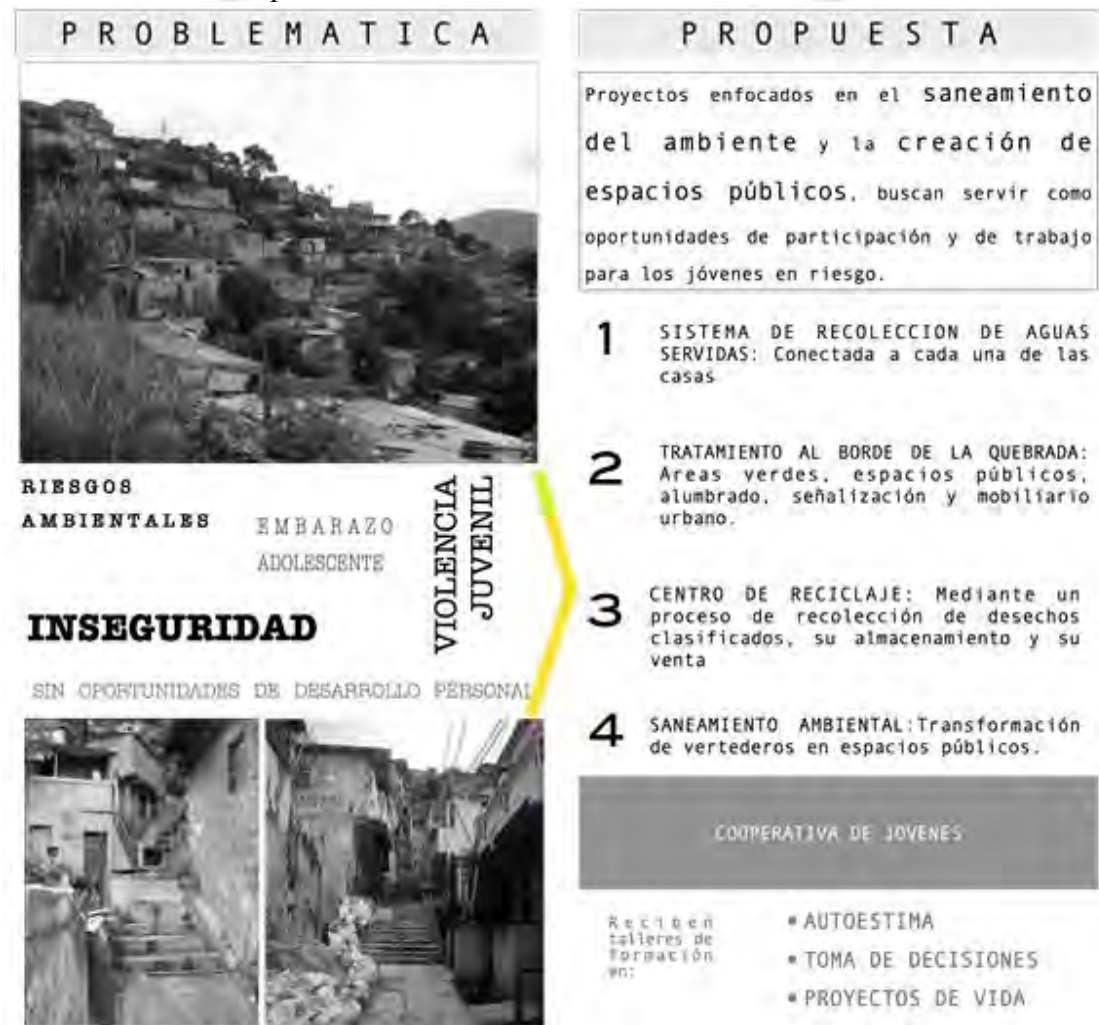 PROBLEMATICA
RIESGOS
AMBIENTALES
EMBARAZO
ADOLESCENTE
VIOLENCIA
JUVENIL
INSEGURIDAD
SIN OPORTUNIDADES DE DESARROLLO PERSONAL
PROPUESTA
Proyectos enfocados en el saneamiento
del ambiente y la creación de
espacios públicos, buscan servir como
oportunidades de participación y de trabajo
para los jóvenes en riesgo.
1 SISTEMA DE RECOLECCION DE AGUAS
SERVIDAS: Conectada a cada una de las
casas
2 TRATAMIENTO AL BORDE DE LA QUEBRADA:
Areas verdes, espacios públicos,
alumbrado, señalización y mobiliario
urbano.
3 CENTRO DE RECICLAJE: Mediante un
proceso de recolección de desechos
clasificados, su almacenamiento y su
venta
4 SANEAMIENTO AMBIENTAL:Transformación
de vertederos en espacios públicos.
COOPERATIVA DE JOVENES
Reciben
talleres de
formación
en:
• AUTOESTIMA
• TOMA DE DECISIONES
• PROYECTOS DE VIDA